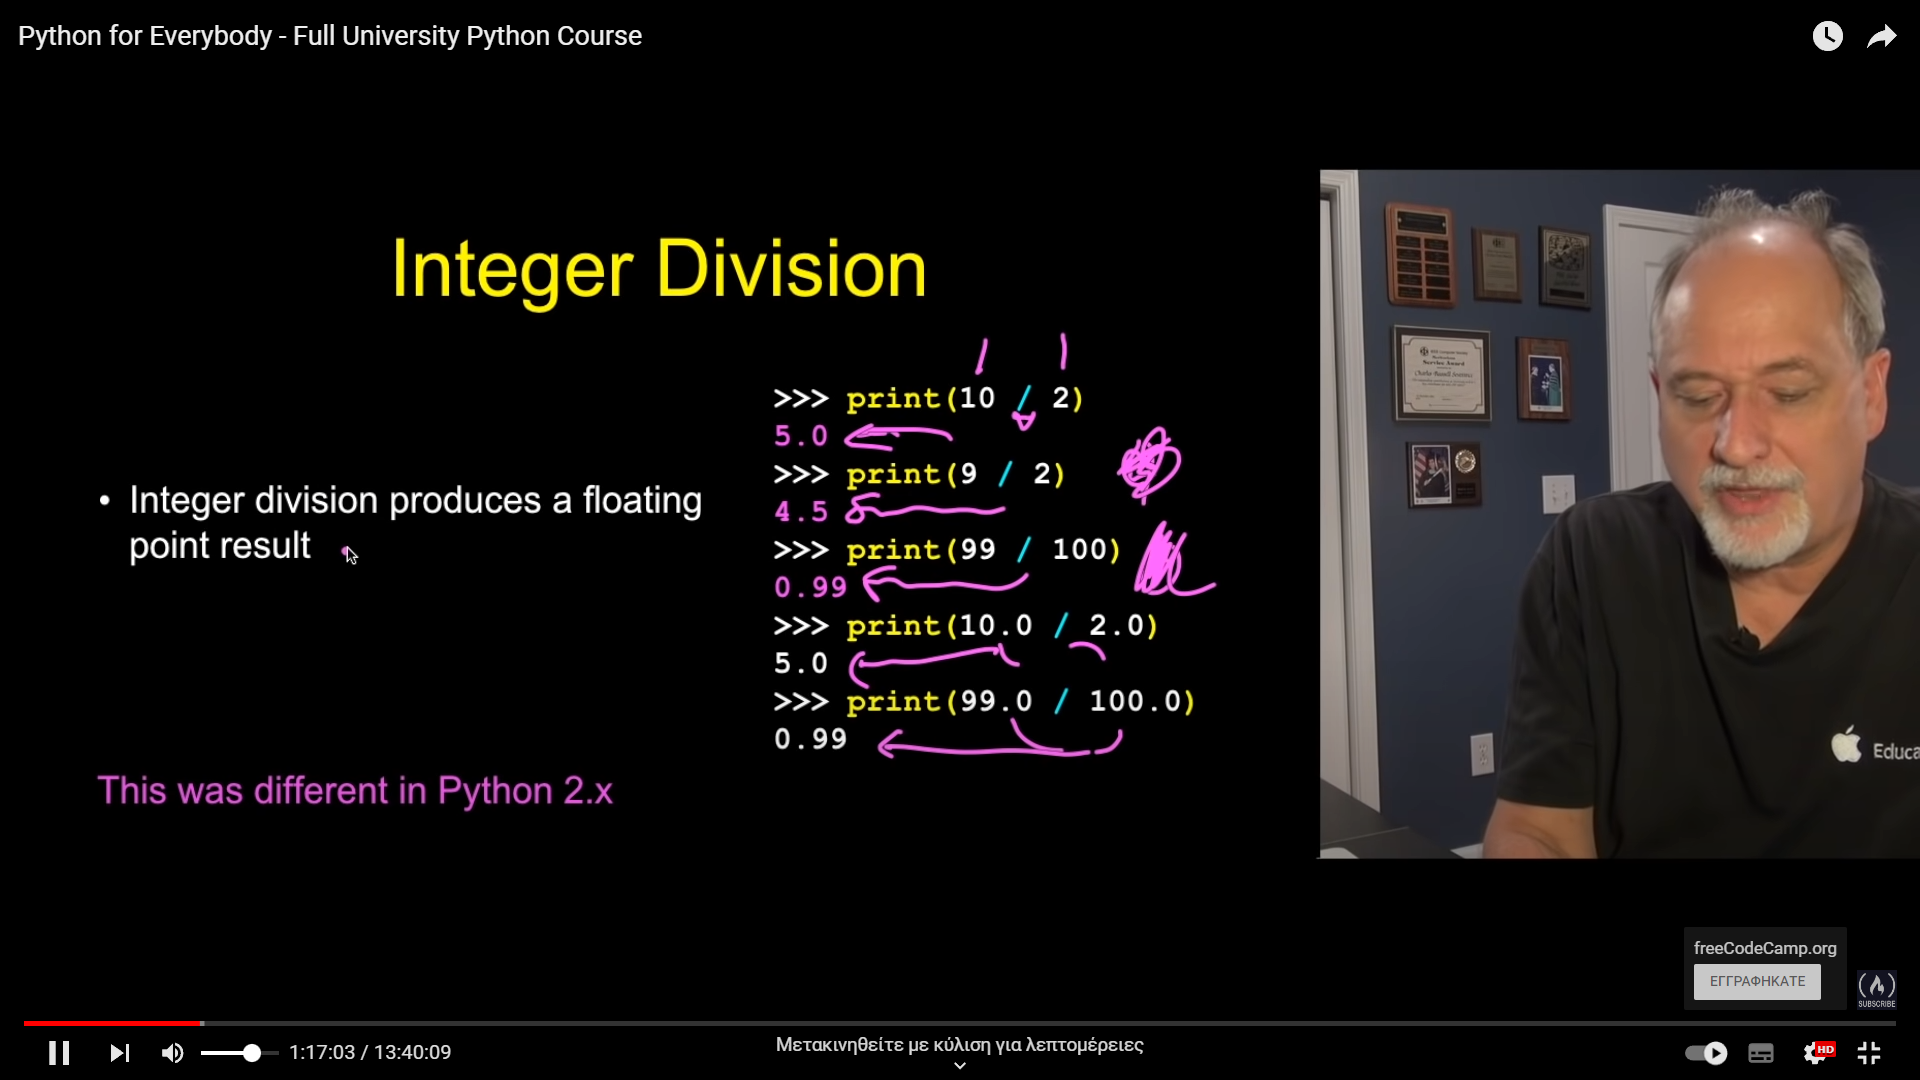 Python for Everybody - Full University Python Course
Integer Division
>>> print(10 / 2)
5.0
>>> print(9 / 2)
4.5
>>> print(99 / 100)
0.99
>>> print(10.0 / 2.0)
5.0
>>> print(99.0 / 100.0)
0.99
• Integer division produces a floating
point result
This was different in Python 2.x
Service Award
Educa
freeCodeCamp.org
ΕΓΓΡΑΦΗΚΑΤΕ
SUBSCRIBE
1:17:03 / 13:40:09
Μετακινηθείτε με κύλιση για λεπτομέρειες
HD